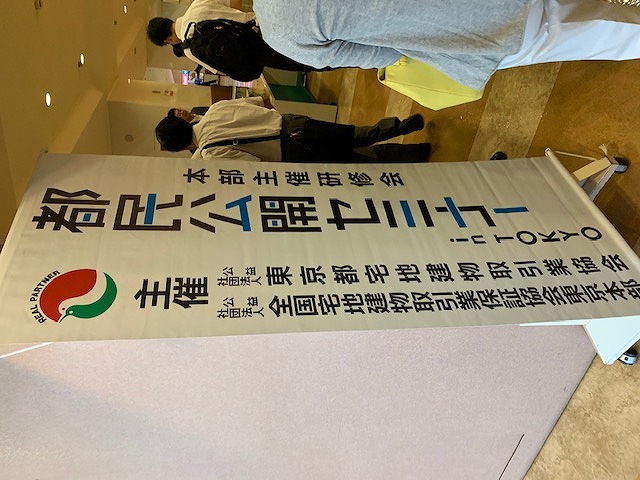 本部主催研修会
都民公開セミナー
in TOKYO
主催
公益社団法人 東京都宅地建物取引業協会
公益社団法人 全国宅地建物取引業保証協会東京本部
REAL PARTNER